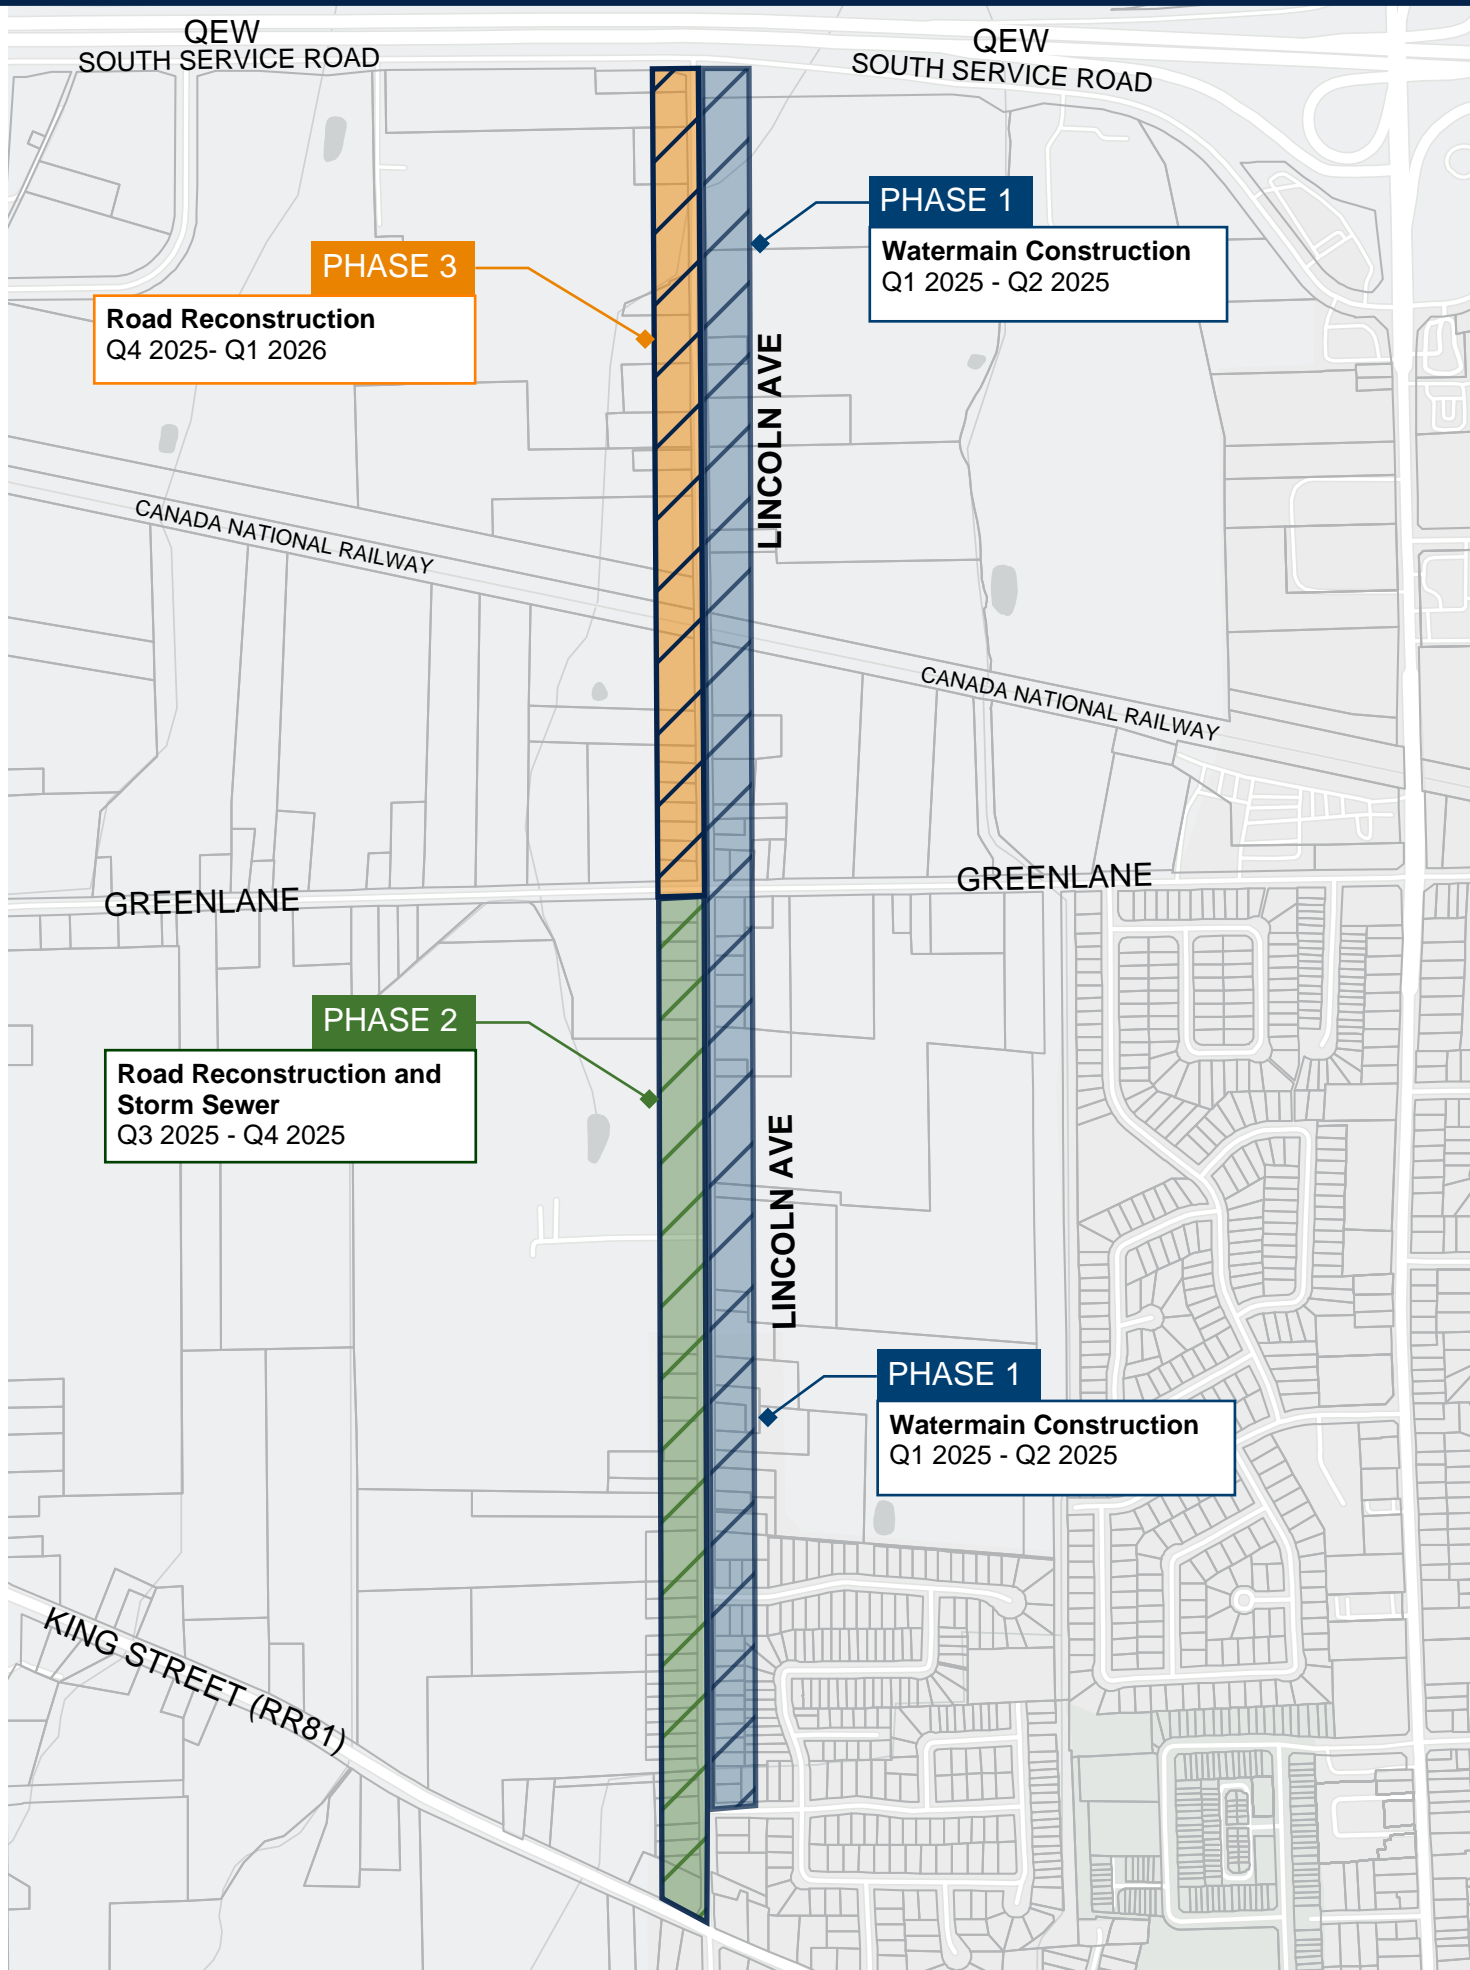 QEW
SOUTH SERVICE ROAD
QEW
SOUTH SERVICE ROAD
PHASE 1
Watermain Construction
Q1 2025 - Q2 2025
PHASE 3
Road Reconstruction
Q4 2025- Q1 2026
LINCOLN AVE
CANADA NATIONAL RAILWAY
CANADA NATIONAL RAILWAY
GREENLANE
GREENLANE
PHASE 2
Road Reconstruction and
Storm Sewer
Q3 2025 - Q4 2025
LINCOLN AVE
PHASE 1
Watermain Construction
Q1 2025 - Q2 2025
KING STREET (RR81)